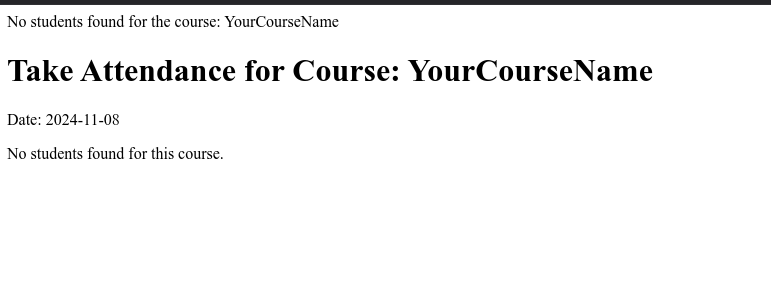 No students found for the course: YourCourseName
Take Attendance for Course: YourCourseName
Date: 2024-11-08
No students found for this course.